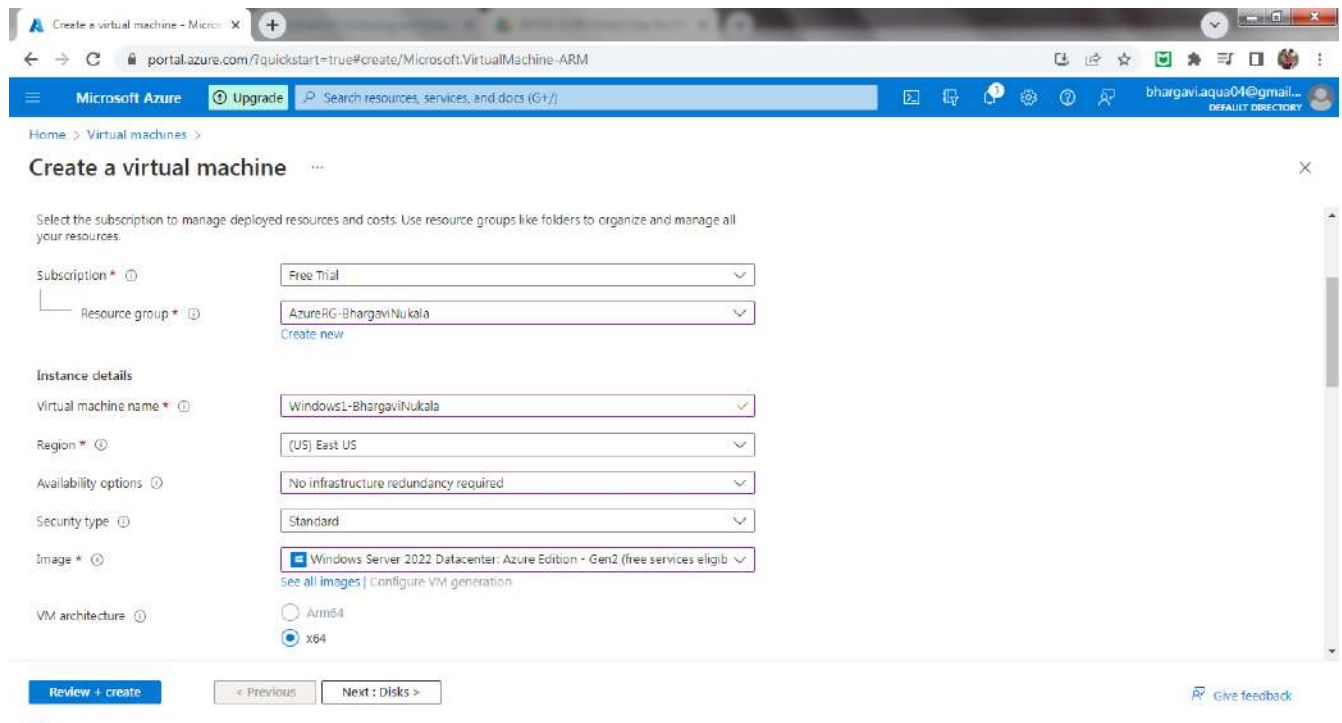 Create a virtual machine - Micro
portal.azure.com/?quickstart=true#create/Microsoft.VirtualMachine-ARM
Microsoft Azure Upgrade Search resources, services, and docs (G+/) 3 bhargavi.aqua04@gmail...
DEFAULT DIRECTORY
Home > Virtual machines >
Create a virtual machine ...
Select the subscription to manage deployed resources and costs. Use resource groups like folders to organize and manage all
your resources.
Subscription * Free Trial
Resource group * AzureRG-BhargaviNukala
Create new
Instance details
Virtual machine name * Windows1-BhargaviNukala
Region * (US) East US
Availability options No infrastructure redundancy required
Security type Standard
Image * Windows Server 2022 Datacenter: Azure Edition - Gen2 (free services eligib
See all images | Configure VM generation
VM architecture Arm64
x64
Review + create < Previous Next : Disks > Give feedback